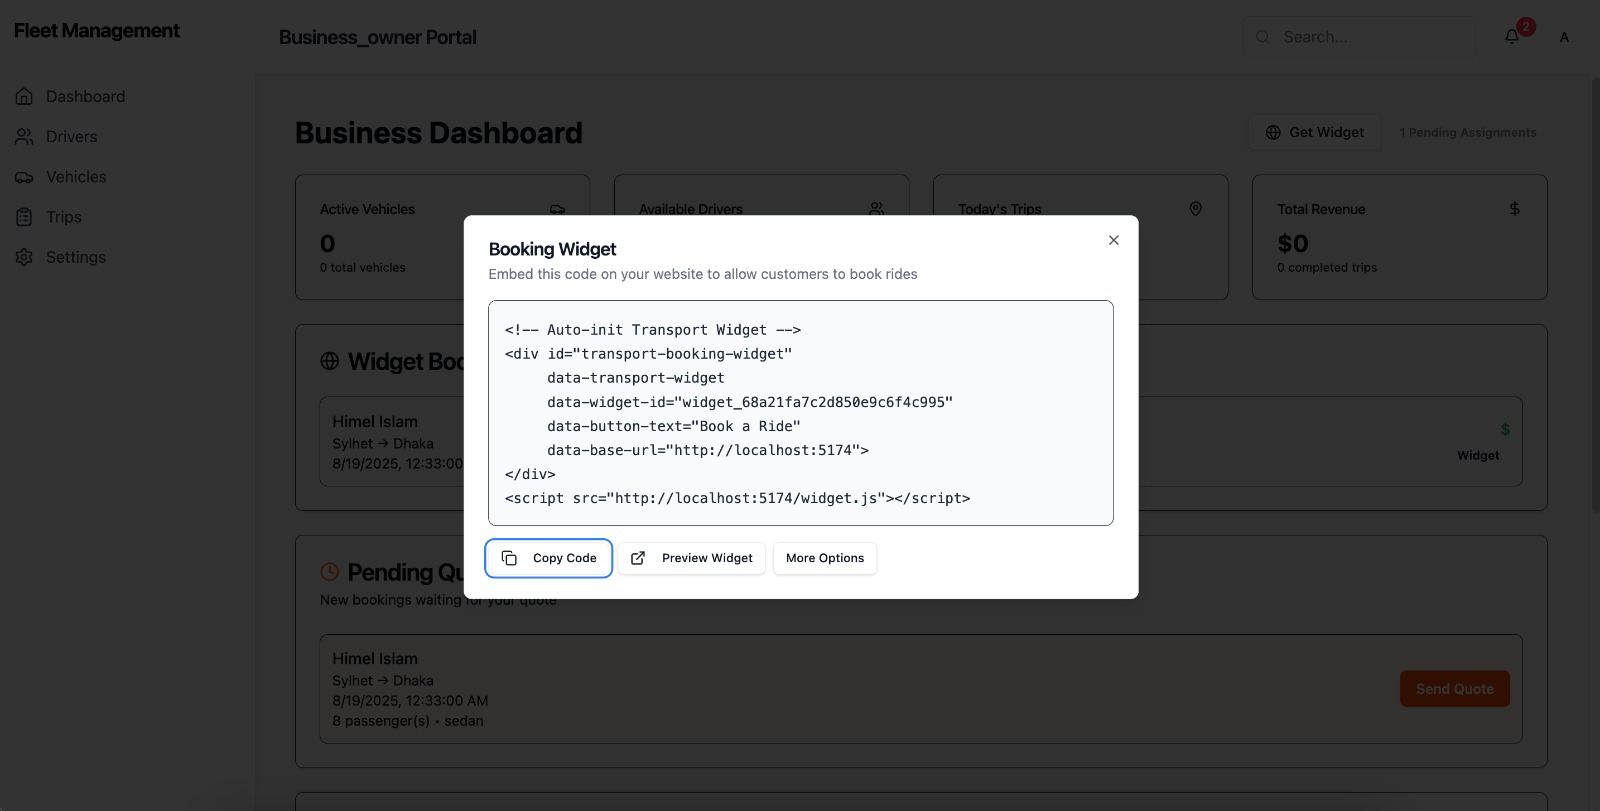 Fleet Management
Business_owner Portal
Search...
2
A
Dashboard
Drivers
Vehicles
Trips
Settings
Business Dashboard
Get Widget
1 Pending Assignments
Active Vehicles
0
0 total vehicles
Available Drivers
Today's Trips
Total Revenue
$
$0
0 completed trips
Booking Widget
Embed this code on your website to allow customers to book rides
<!-- Auto-init Transport Widget -->
<div id="transport-booking-widget"
data-transport-widget
data-widget-id="widget_68a21fa7c2d850e9c6f4c995"
data-button-text="Book a Ride"
data-base-url="http://localhost:5174">
</div>
<script src="http://localhost:5174/widget.js"></script>
Copy Code
Preview Widget
More Options
Widget Boo
Himel Islam
Sylhet → Dhaka
8/19/2025, 12:33:00
$
Widget
Pending Qu
New bookings waiting for your quote
Himel Islam
Sylhet → Dhaka
8/19/2025, 12:33:00 AM
8 passenger(s) • sedan
Send Quote